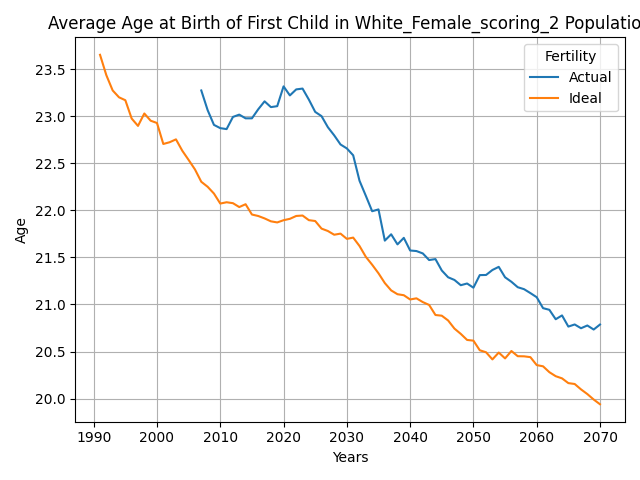 Average Age at Birth of First Child in White_Female_scoring_2 Populatio
Fertility
Actual
Ideal
23.5
23.0
22.5
22.0
21.5
21.0
20.5
20.0
Age
1990 2000 2010 2020 2030 2040 2050 2060 2070
Years